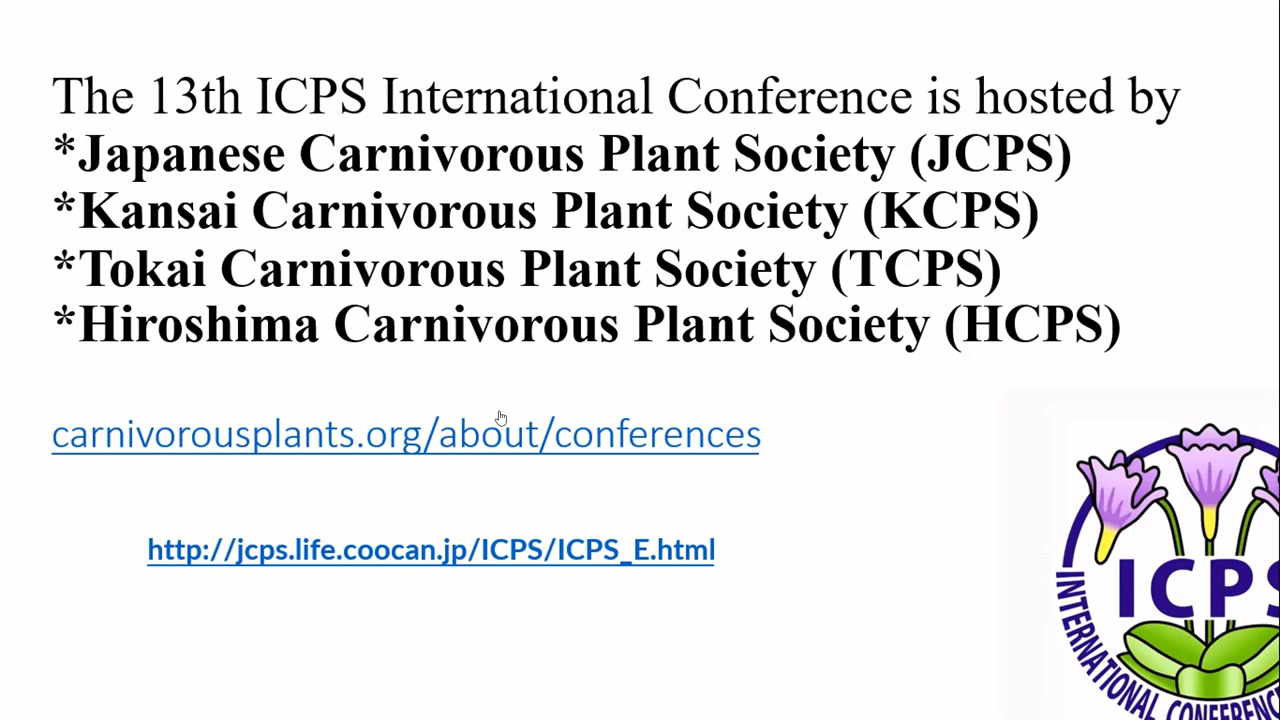 The 13th ICPS International Conference is hosted by
*Japanese Carnivorous Plant Society (JCPS)
*Kansai Carnivorous Plant Society (KCPS)
*Tokai Carnivorous Plant Society (TCPS)
*Hiroshima Carnivorous Plant Society (HCPS)
carnivorousplants.org/about/conferences
http://jcps.life.coocan.jp/ICPS/ICPS_E.html
ICPS
INTERNATIONAL CONFERENC